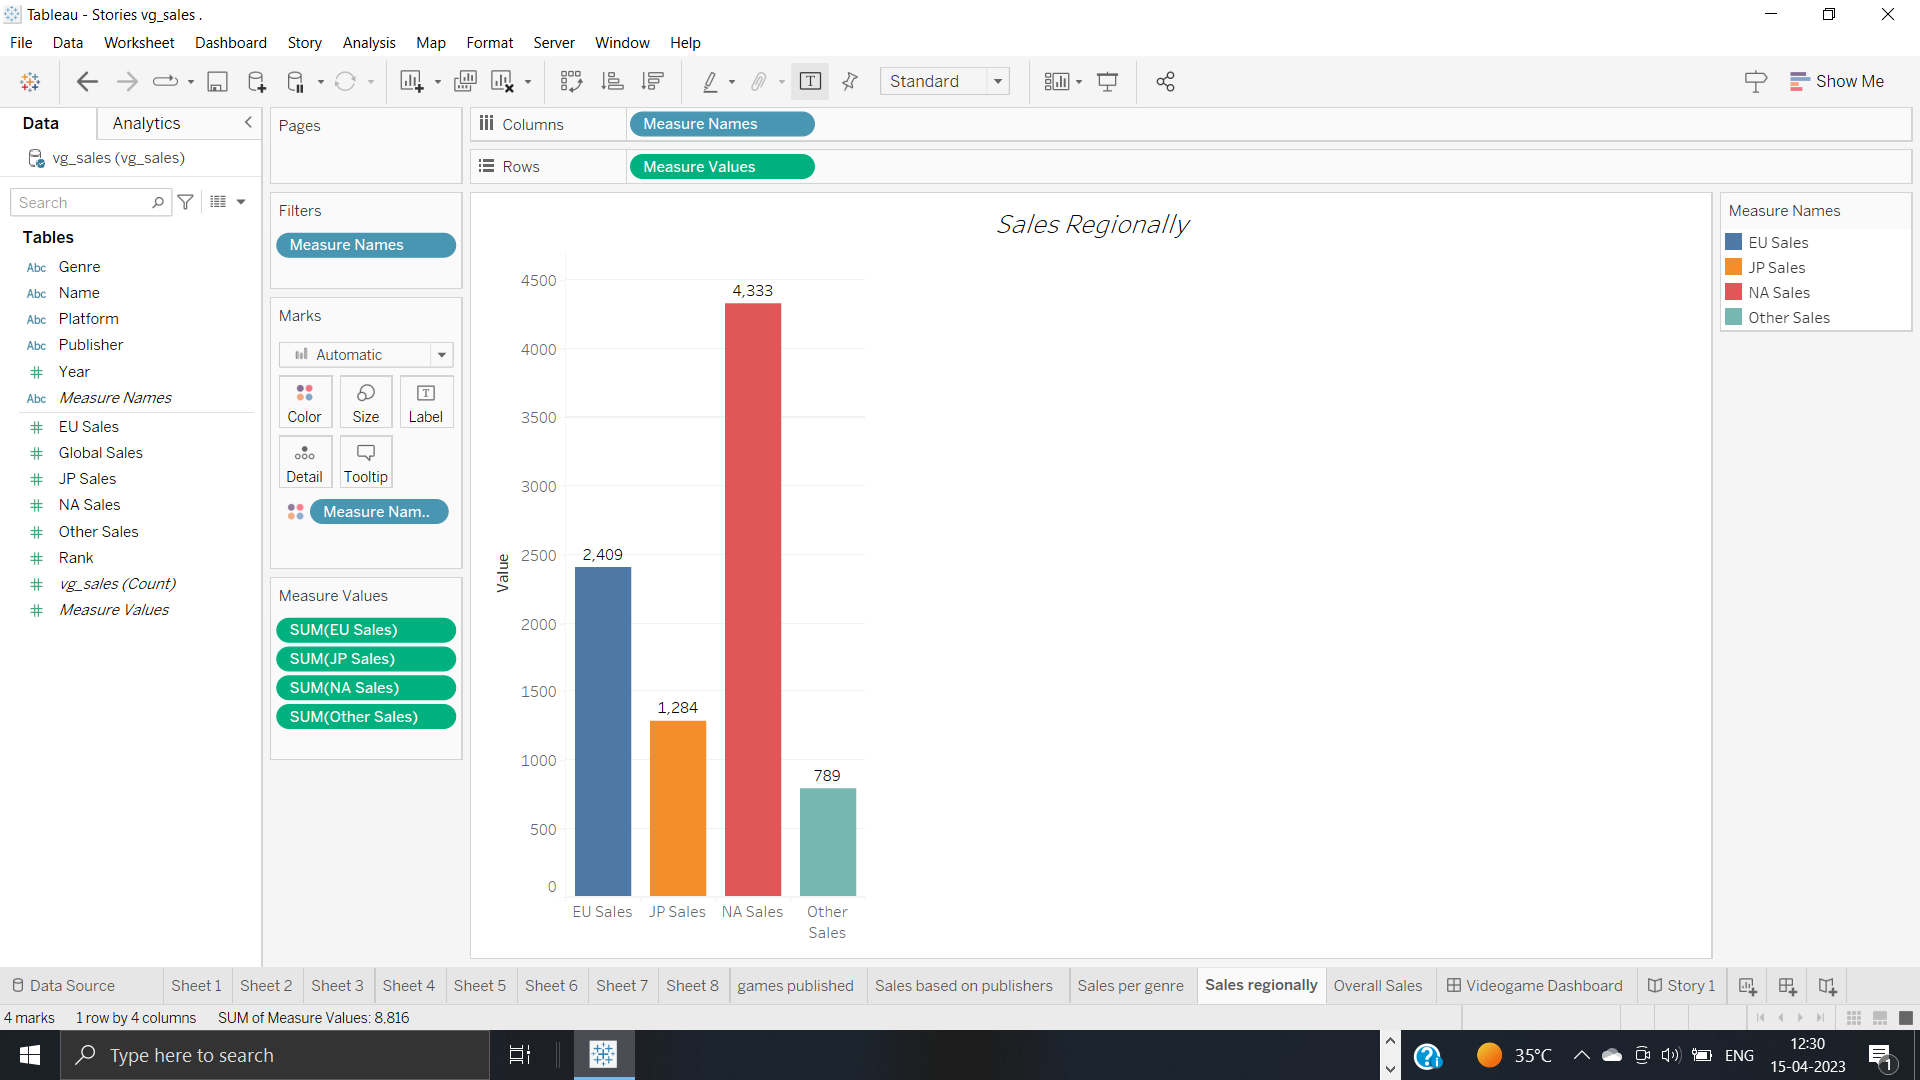 Tableau - Stories vg_sales .
File Data Worksheet Dashboard Story Analysis Map Format Server Window Help
Standard
Show Me
Data Analytics
vg_sales (vg_sales)
Search
Tables
Abc Genre
Abc Name
Abc Platform
Abc Publisher
# Year
Abc Measure Names
# EU Sales
# Global Sales
# JP Sales
# NA Sales
# Other Sales
# Rank
# vg_sales (Count)
# Measure Values
Pages
Filters
Measure Names
Marks
Automatic
Color Size Label
Detail Tooltip
Measure Nam..
Measure Values
SUM(EU Sales)
SUM(JP Sales)
SUM(NA Sales)
SUM(Other Sales)
Columns Measure Names
Rows Measure Values
Sales Regionally
4500
4000
3500
3000
2500
2000
1500
1000
500
0
Value
2,409
1,284
4,333
789
EU Sales JP Sales NA Sales Other
Sales
Measure Names
EU Sales
JP Sales
NA Sales
Other Sales
Data Source Sheet 1 Sheet 2 Sheet 3 Sheet 4 Sheet 5 Sheet 6 Sheet 7 Sheet 8 games published Sales based on publishers Sales per genre Sales regionally Overall Sales Videogame Dashboard Story 1
4 marks 1 row by 4 columns SUM of Measure Values: 8,816
Type here to search
35°C
ENG
12:30
15-04-2023
1